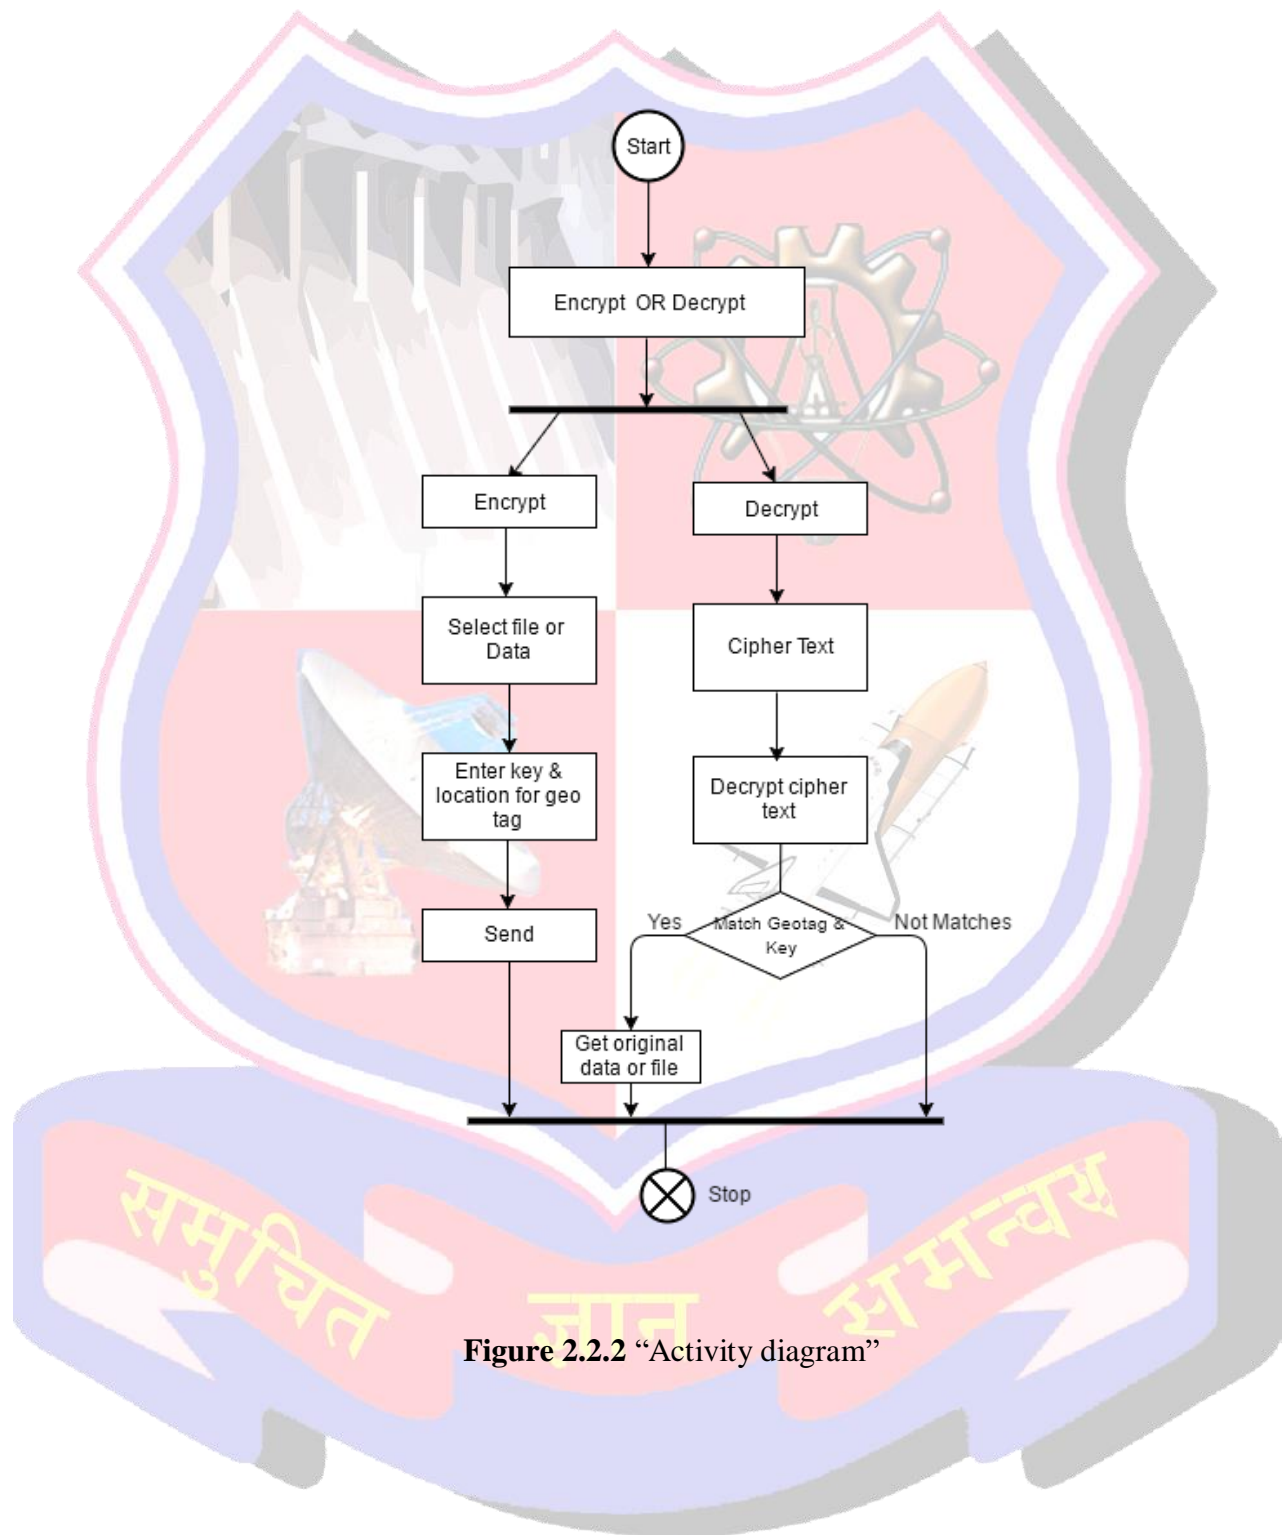 Start
Encrypt OR Decrypt
Encrypt
Decrypt
Select file or
Data
Cipher Text
Enter key &
location for geo
tag
Decrypt cipher
text
Send
Yes
Match Geotag &
Key
Not Matches
Get original
data or file
Stop
समुचित ज्ञान समन्वय
Figure 2.2.2 “Activity diagram”